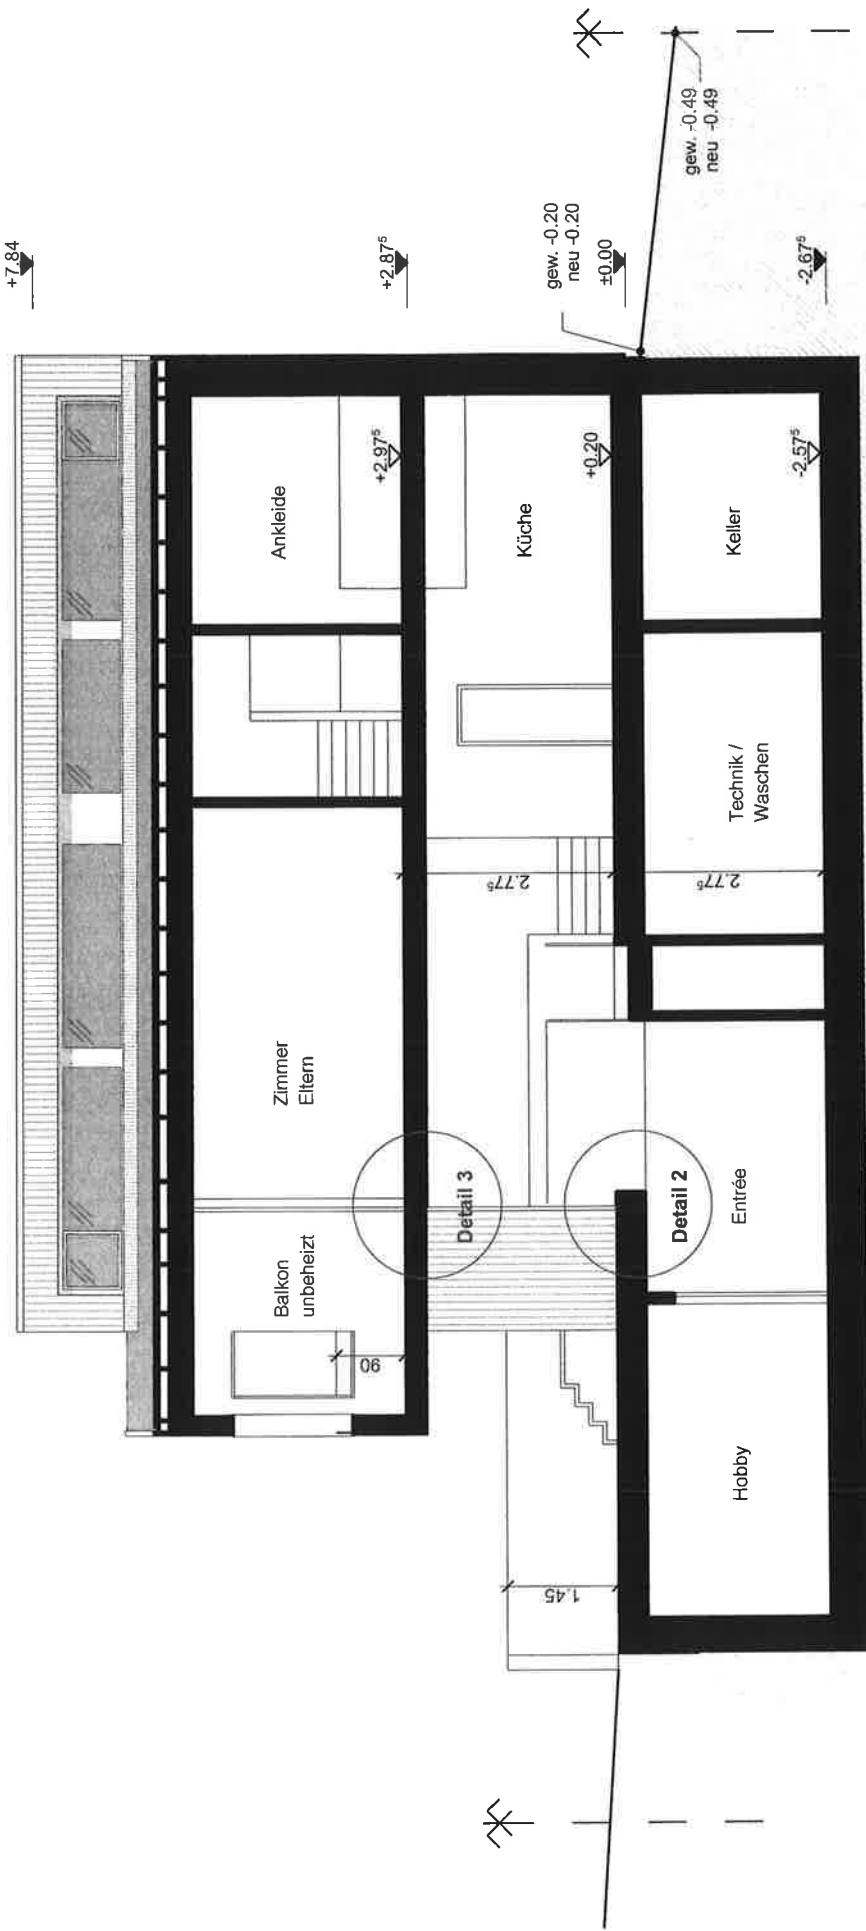 +7.84
+2.87⁵
gew. -0.20
neu -0.20
±0.00
gew. -0.49
neu -0.49
-2.67⁵
Ankleide
+2.97⁵
Küche
+0.20
Keller
-2.57⁵
Technik /
Waschen
2.77⁵
2.77⁵
Zimmer
Eltern
Balkon
unbeheizt
90
Detail 3
Detail 2
Entrée
Hobby
1.45